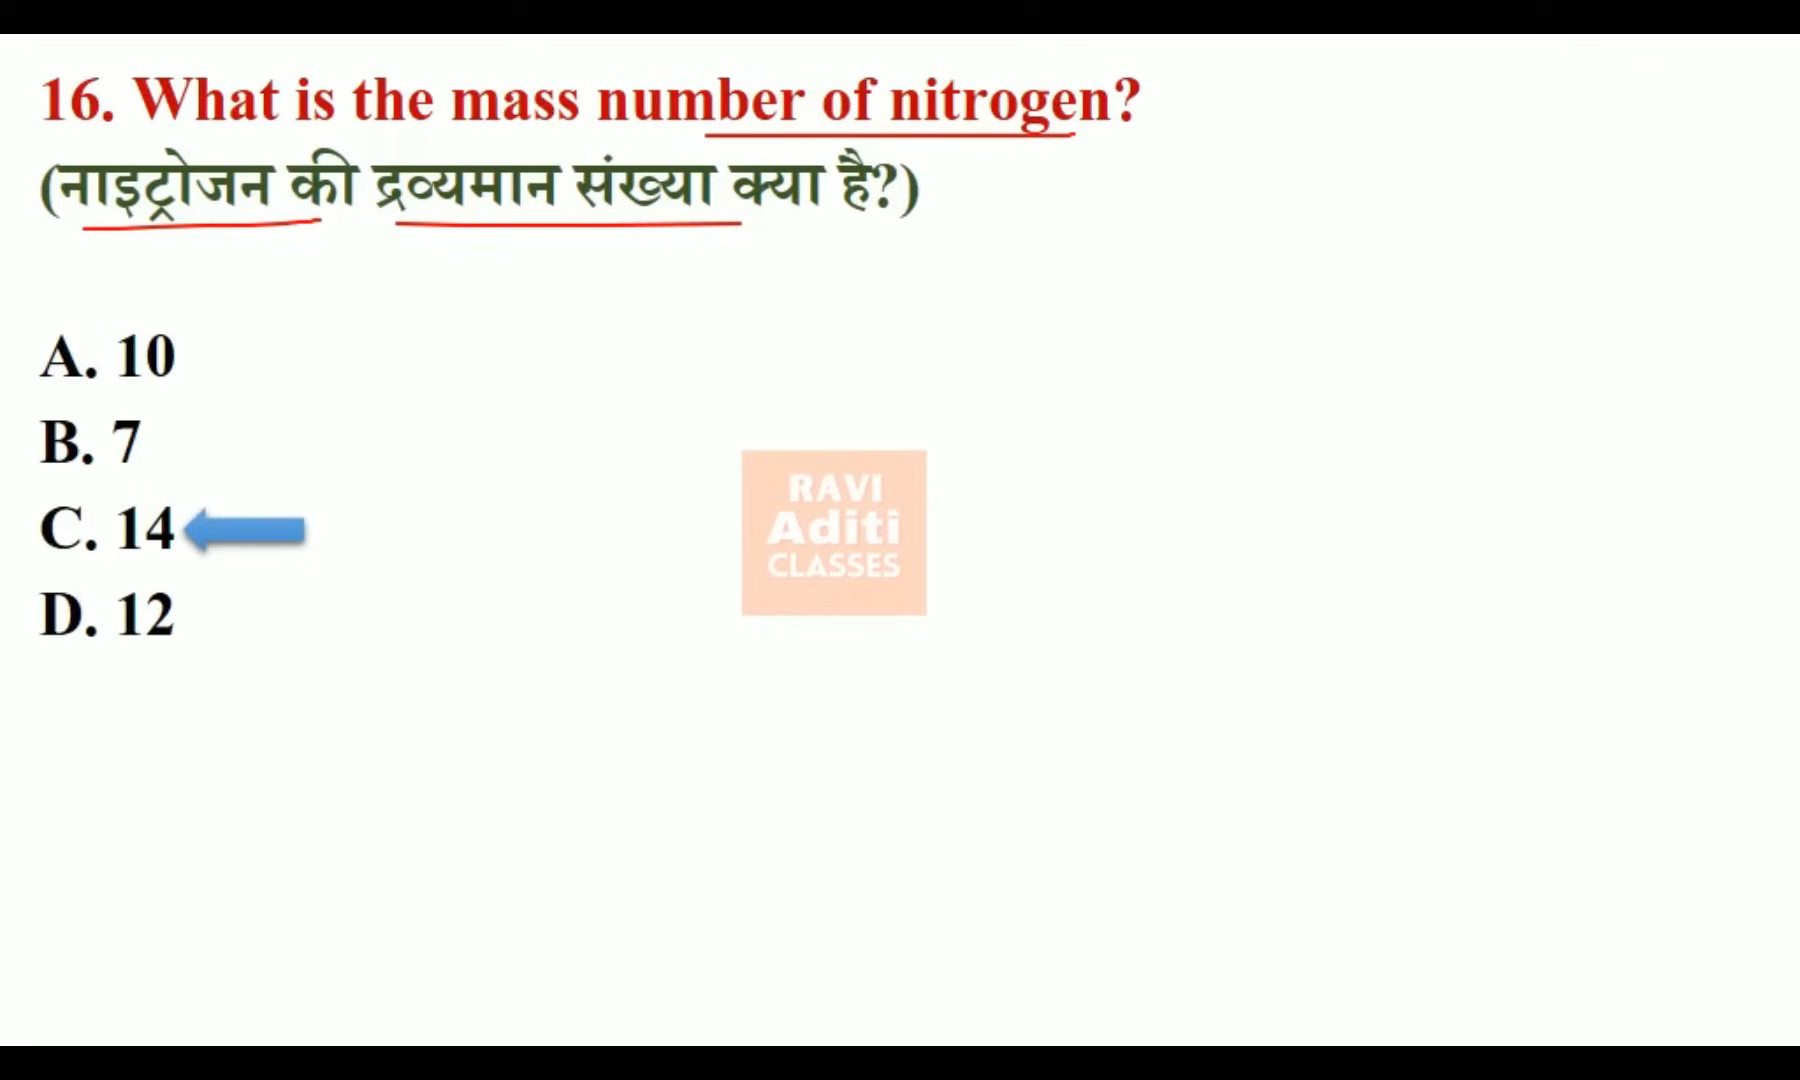 16. What is the mass number of nitrogen?
(नाइट्रोजन की द्रव्यमान संख्या क्या है?)
A. 10
B. 7
C. 14
D. 12
RAVI
Aditi
CLASSES